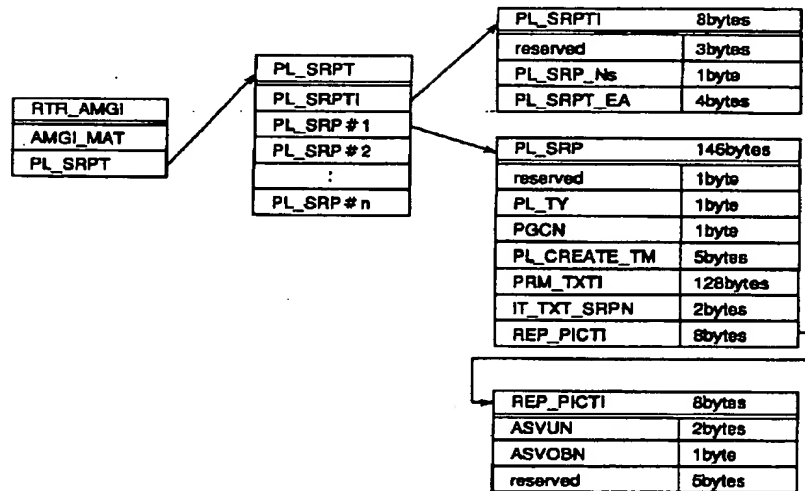 RTR_AMGI
AMGI_MAT
PL_SRPT
PL_SRPT
PL_SRPTI
PL_SRP#1
PL_SRP#2
:
PL_SRP#n
PL_SRPTI 8bytes
reserved 3bytes
PL_SRP_Ns 1byte
PL_SRPT_EA 4bytes
PL_SRP 146bytes
reserved 1byte
PL_TY 1byte
PGCN 1byte
PL_CREATE_TM 5bytes
PRM_TXTI 128bytes
IT_TXT_SRPN 2bytes
REP_PICTI 8bytes
REP_PICTI 8bytes
ASVUN 2bytes
ASVOBN 1byte
reserved 5bytes